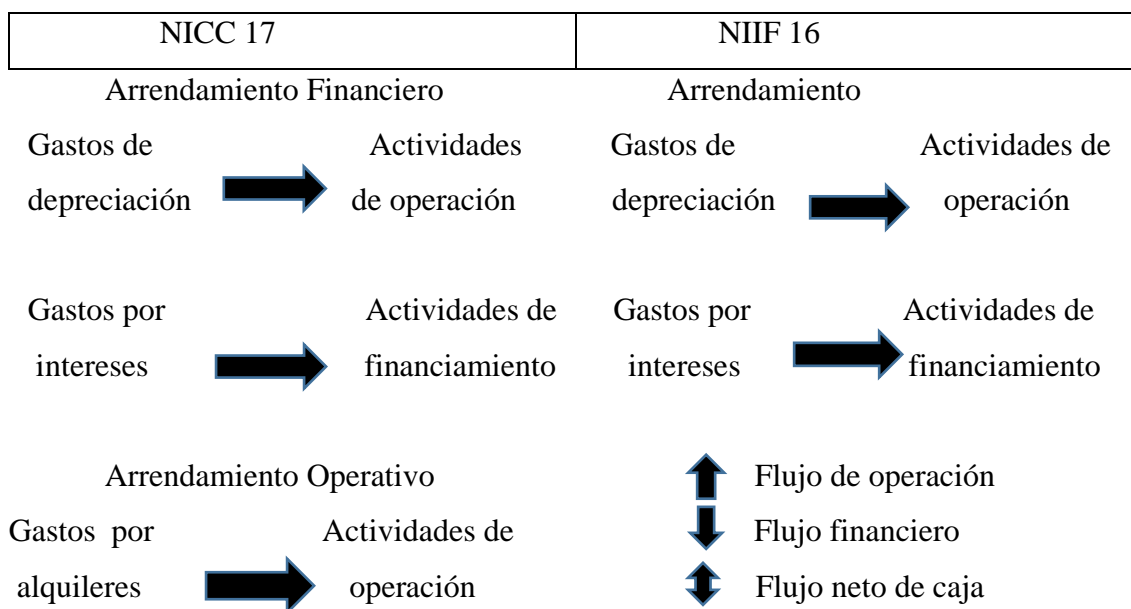 NICC 17 NIIF 16
Arrendamiento Financiero Arrendamiento
Gastos de Actividades Gastos de Actividades de
depreciación de operación depreciación operación
Gastos por Actividades de Gastos por Actividades de
intereses financiamiento intereses financiamiento
Arrendamiento Operativo Flujo de operación
Gastos por Actividades de Flujo financiero
alquileres operación Flujo neto de caja